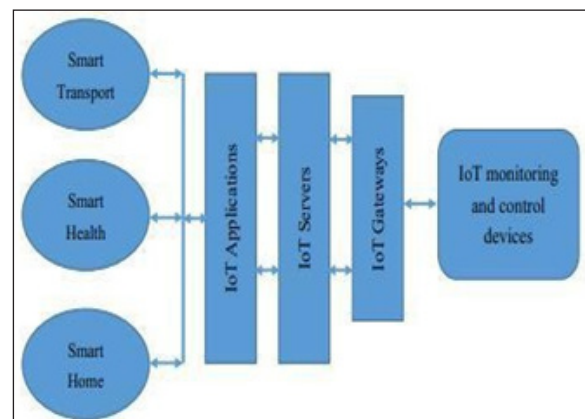 Smart
Transport
Smart
Health
Smart
Home
IoT Applications
IoT Servers
IoT Gateways
IoT monitoring
and control
devices